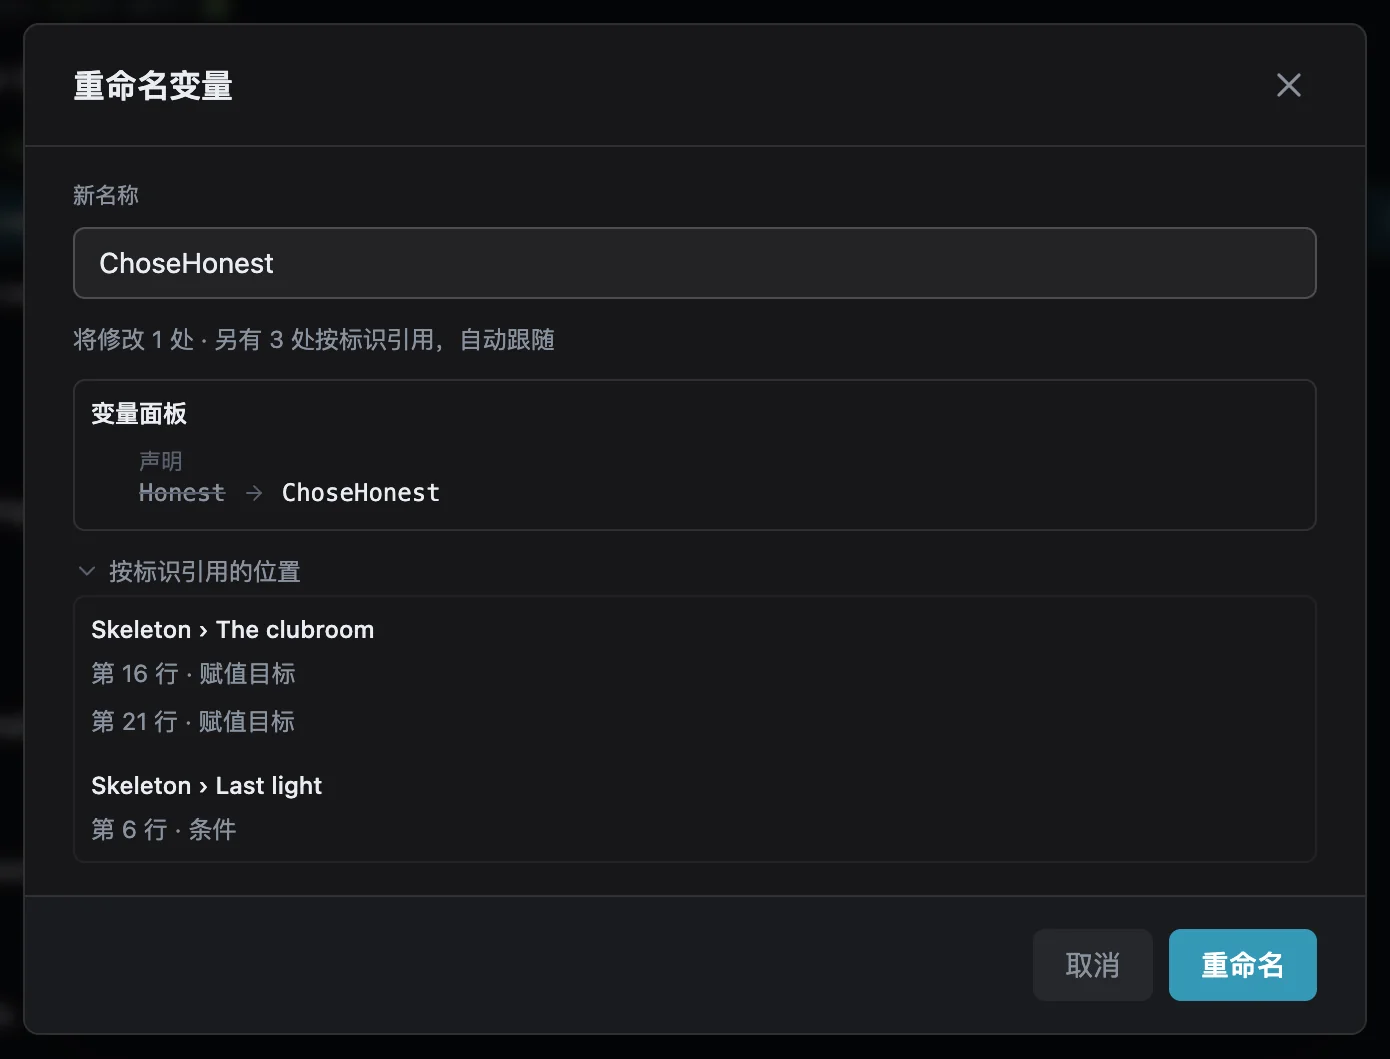 重命名变量
新名称
ChoseHonest
将修改 1 处 · 另有 3 处按标识引用，自动跟随
变量面板
声明
Honest → ChoseHonest
按标识引用的位置
Skeleton › The clubroom
第 16 行 · 赋值目标
第 21 行 · 赋值目标
Skeleton › Last light
第 6 行 · 条件
取消
重命名